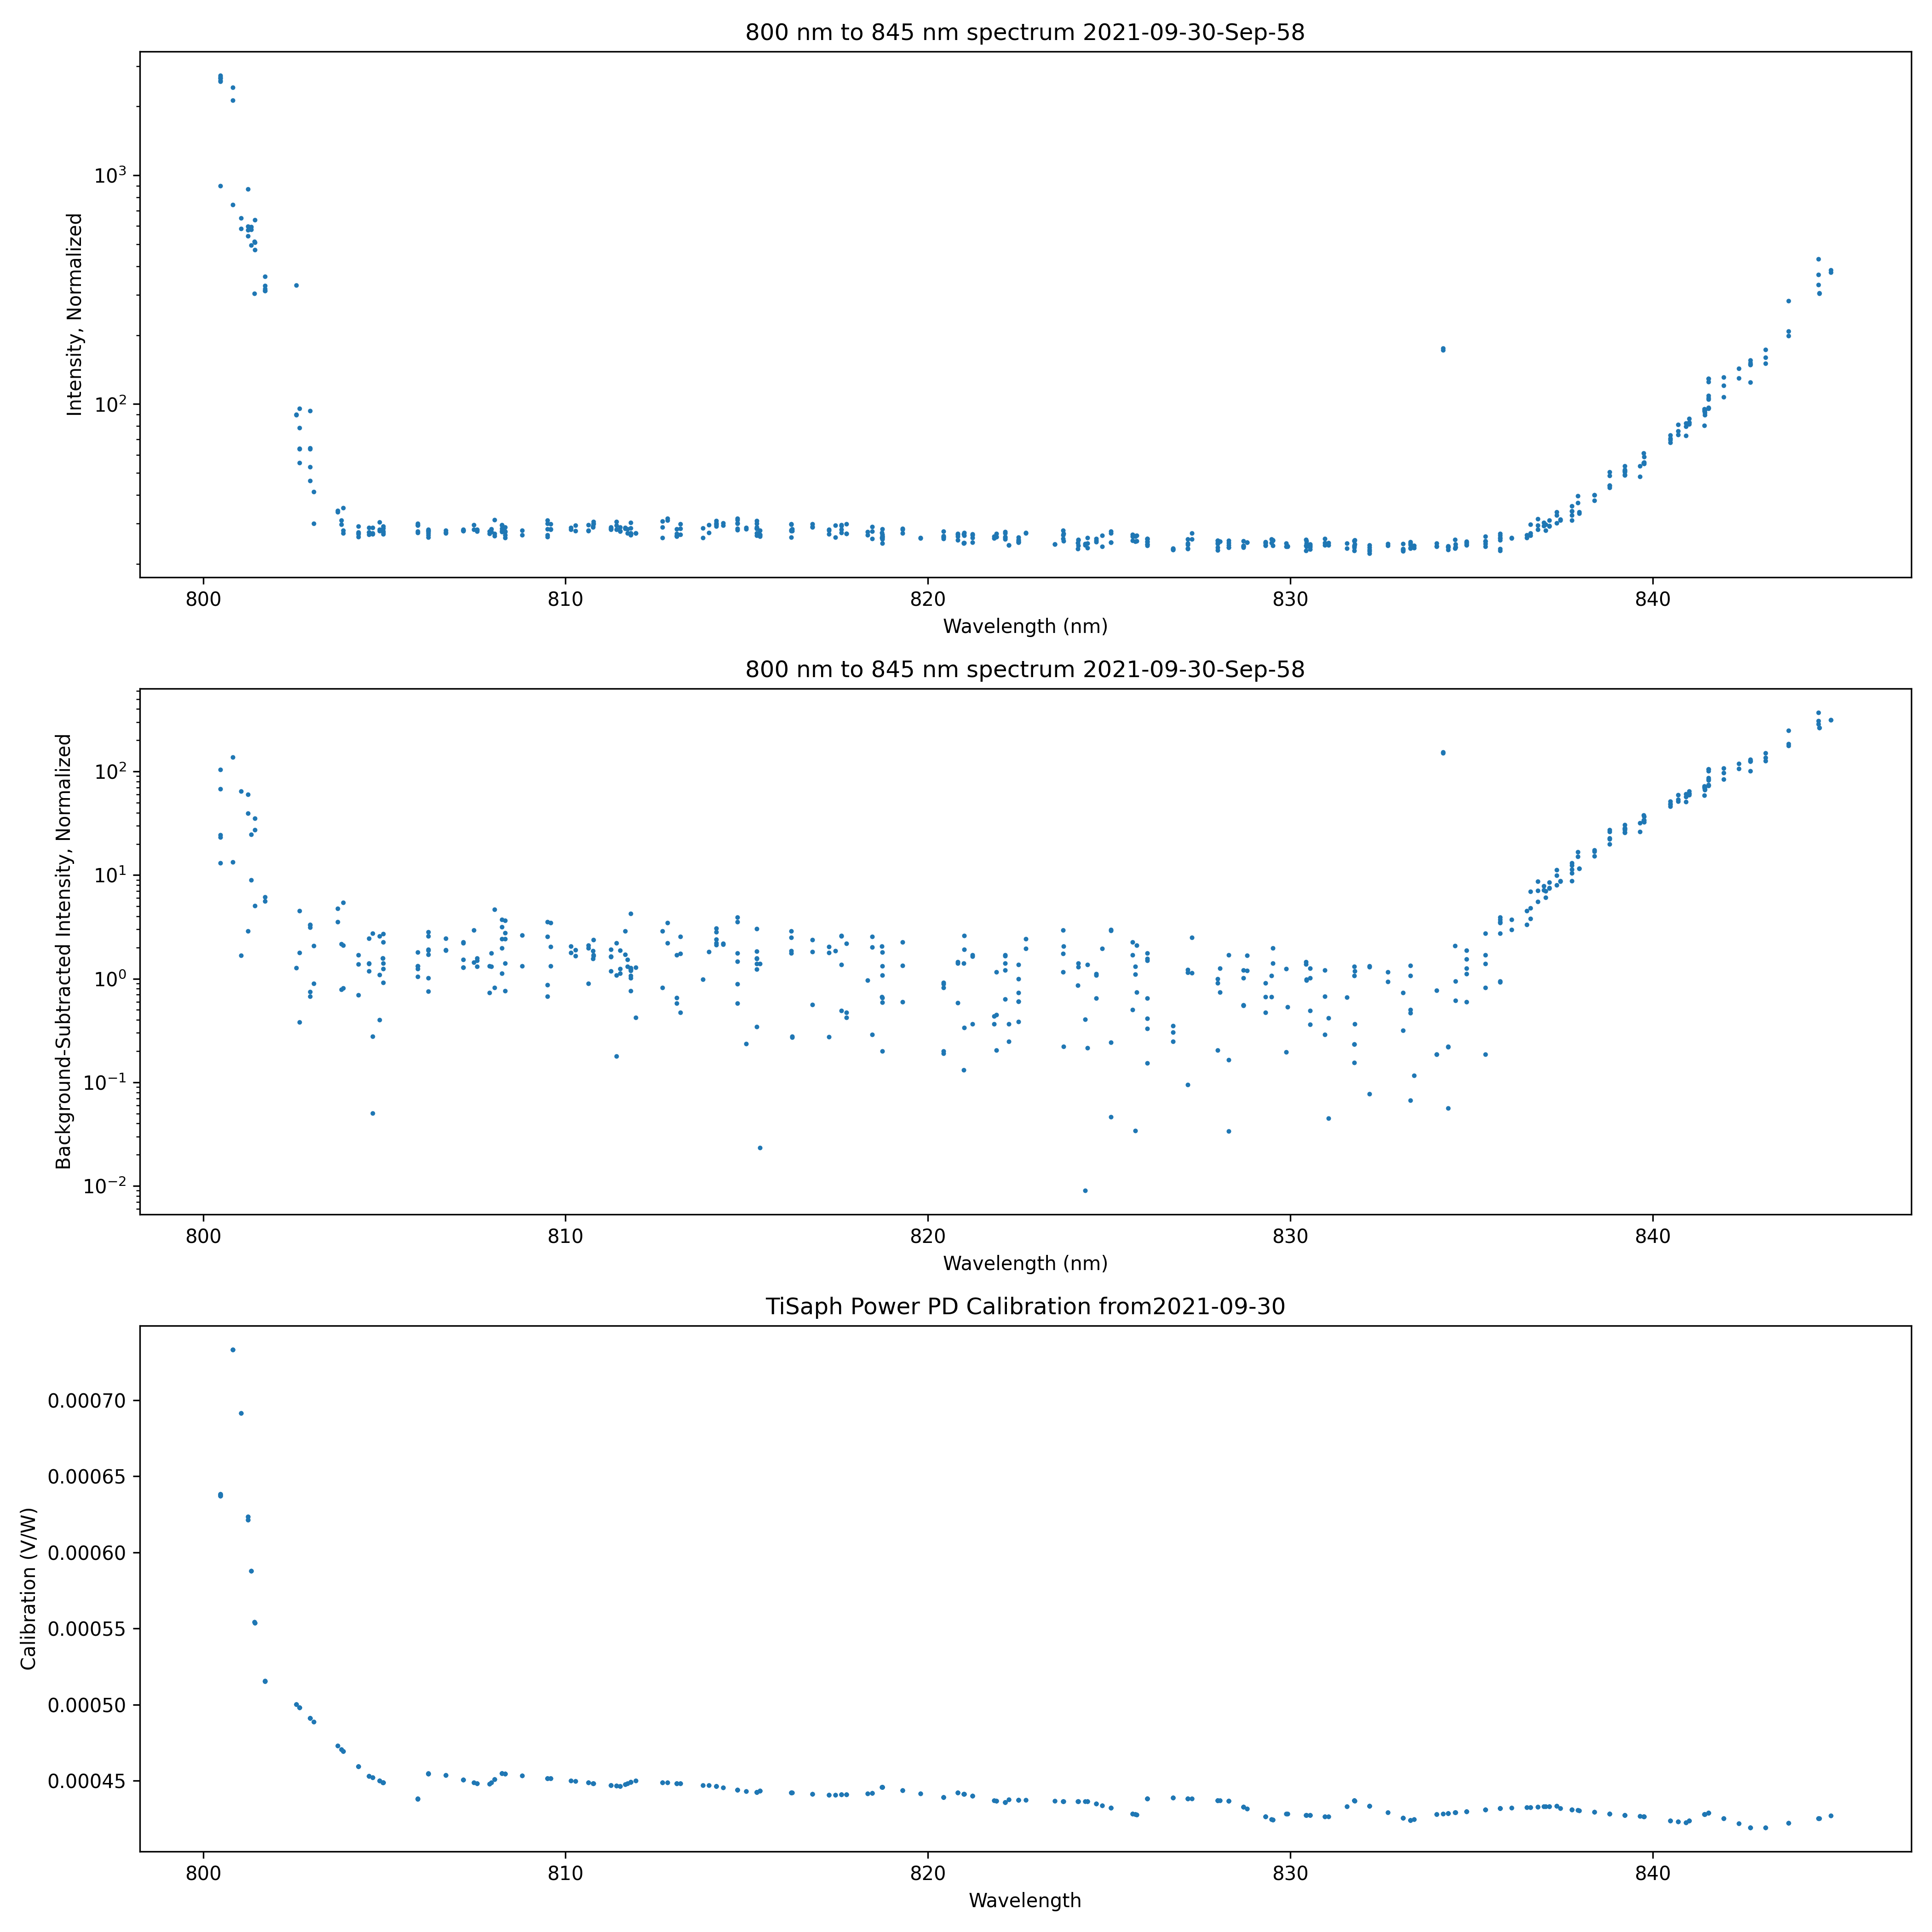 800 nm to 845 nm spectrum 2021-09-30-Sep-58
Intensity, Normalized
10³
10²
800 810 820 830 840
Wavelength (nm)
800 nm to 845 nm spectrum 2021-09-30-Sep-58
Background-Subtracted Intensity, Normalized
10²
10¹
10⁰
10⁻¹
10⁻²
800 810 820 830 840
Wavelength (nm)
TiSaph Power PD Calibration from2021-09-30
Calibration (V/W)
0.00070
0.00065
0.00060
0.00055
0.00050
0.00045
800 810 820 830 840
Wavelength